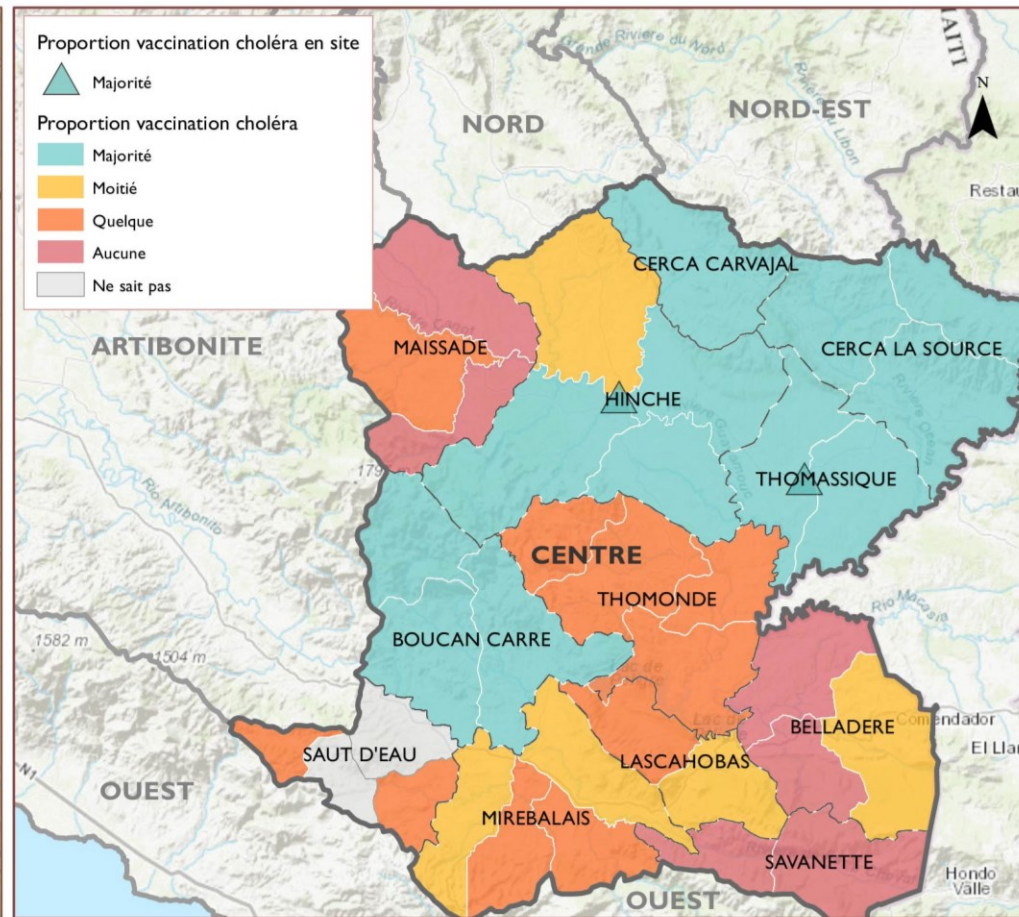 Proportion vaccination choléra en site
Majorité
Proportion vaccination choléra
Majorité
Moitié
Quelque
Aucune
Ne sait pas
HAITI
N
Grande Rivière du Nord
NORD
NORD-EST
Restau
CERCA CARVAJAL
ARTIBONITE
MAISSADE
CERCA LA SOURCE
HINCHE
THOMASSIQUE
Rio Artibonito
CENTRE
THOMONDE
Rio Macasia
1582 m
1504 m
BOUCAN CARRE
Lac de
BELLADERE
Comendador
El Llan
SAUT D'EAU
LASCAHOBAS
OUEST
N1
MIREBALAIS
SAVANETTE
Hondo
Valle
OUEST